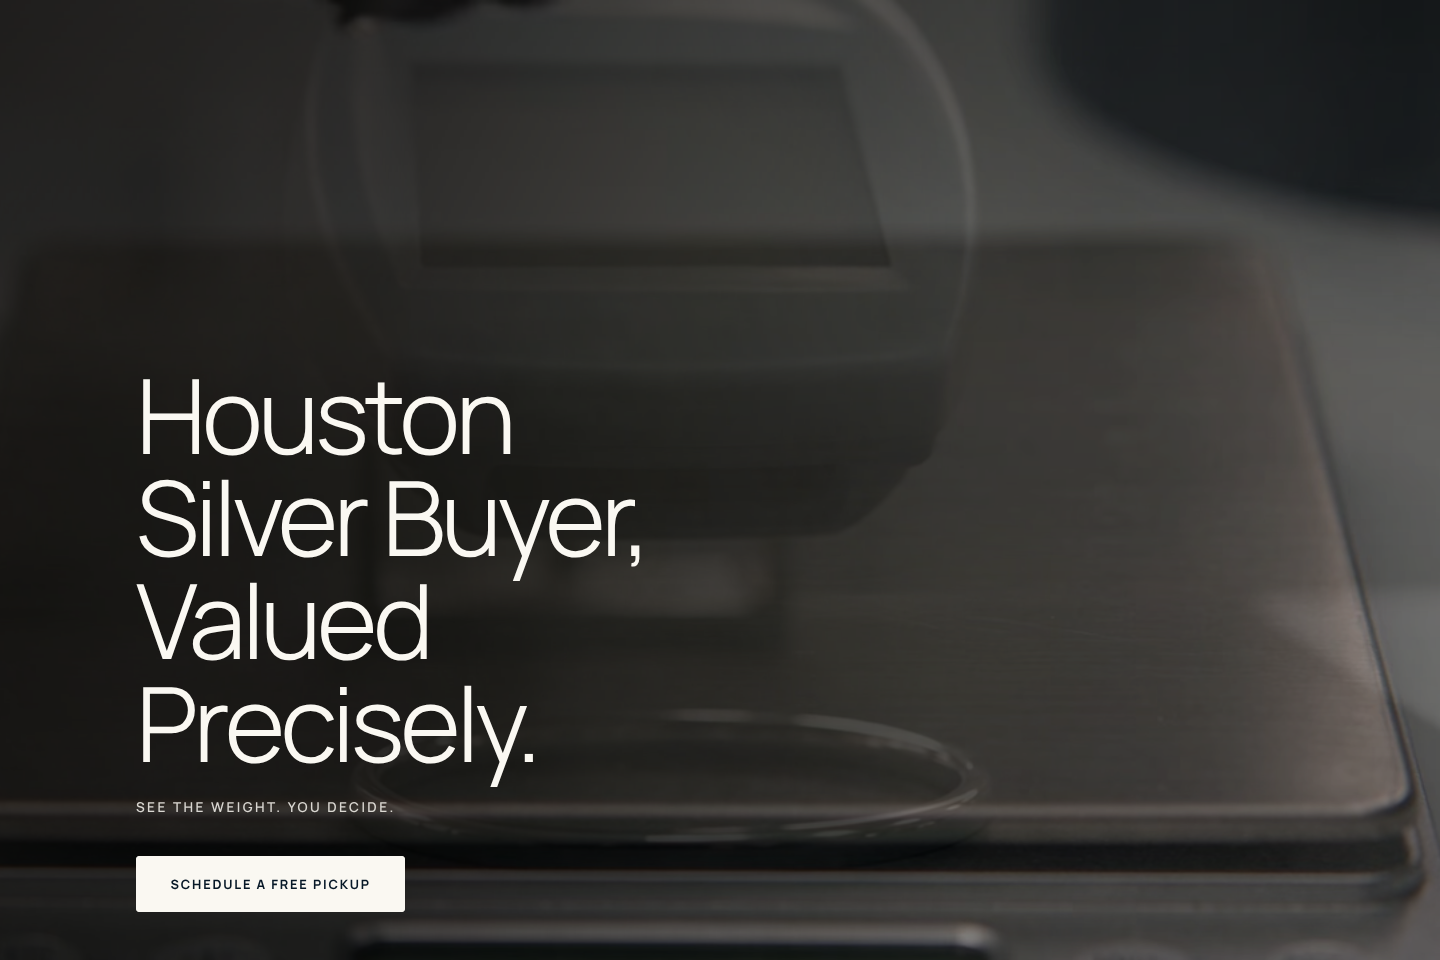 Houston
Silver Buyer,
Valued
Precisely.
SEE THE WEIGHT. YOU DECIDE.
SCHEDULE A FREE PICKUP